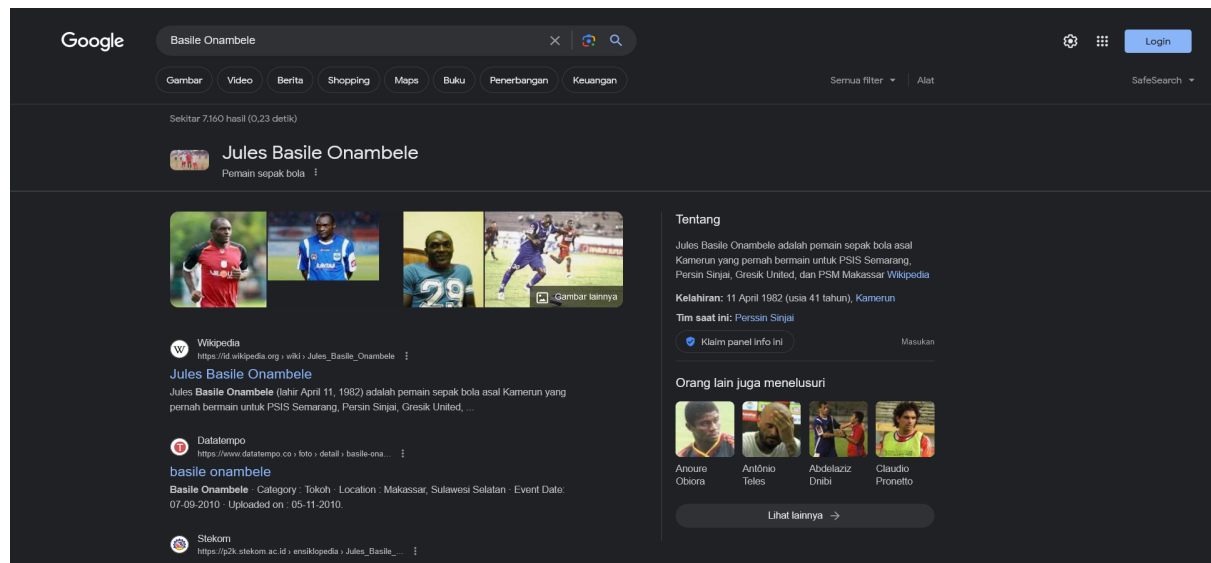 Google
Basile Onambele
Login
Gambar
Video
Berita
Shopping
Maps
Buku
Penerbangan
Keuangan
Semua filter
Alat
SafeSearch
Sekitar 7.160 hasil (0,23 detik)
Jules Basile Onambele
Pemain sepak bola
29
Gambar lainnya
W
Wikipedia
https://id.wikipedia.org › wiki › Jules_Basile_Onambele
Jules Basile Onambele
Jules Basile Onambele (lahir April 11, 1982) adalah pemain sepak bola asal Kamerun yang
pernah bermain untuk PSIS Semarang, Persin Sinjai, Gresik United, ...
Datatempo
https://www.datatempo.co › foto › detail › basile-ona...
basile onambele
Basile Onambele · Category : Tokoh · Location : Makassar, Sulawesi Selatan · Event Date:
07-09-2010 · Uploaded on : 05-11-2010.
Stekom
https://p2k.stekom.ac.id › ensiklopedia › Jules_Basile_...
Tentang
Jules Basile Onambele adalah pemain sepak bola asal
Kamerun yang pernah bermain untuk PSIS Semarang,
Persin Sinjai, Gresik United, dan PSM Makassar Wikipedia
Kelahiran: 11 April 1982 (usia 41 tahun), Kamerun
Tim saat ini: Perssin Sinjai
Klaim panel info ini
Masukan
Orang lain juga menelusuri
Anoure
Obiora
Antônio
Teles
Abdelaziz
Dnibi
Claudio
Pronetto
Lihat lainnya →